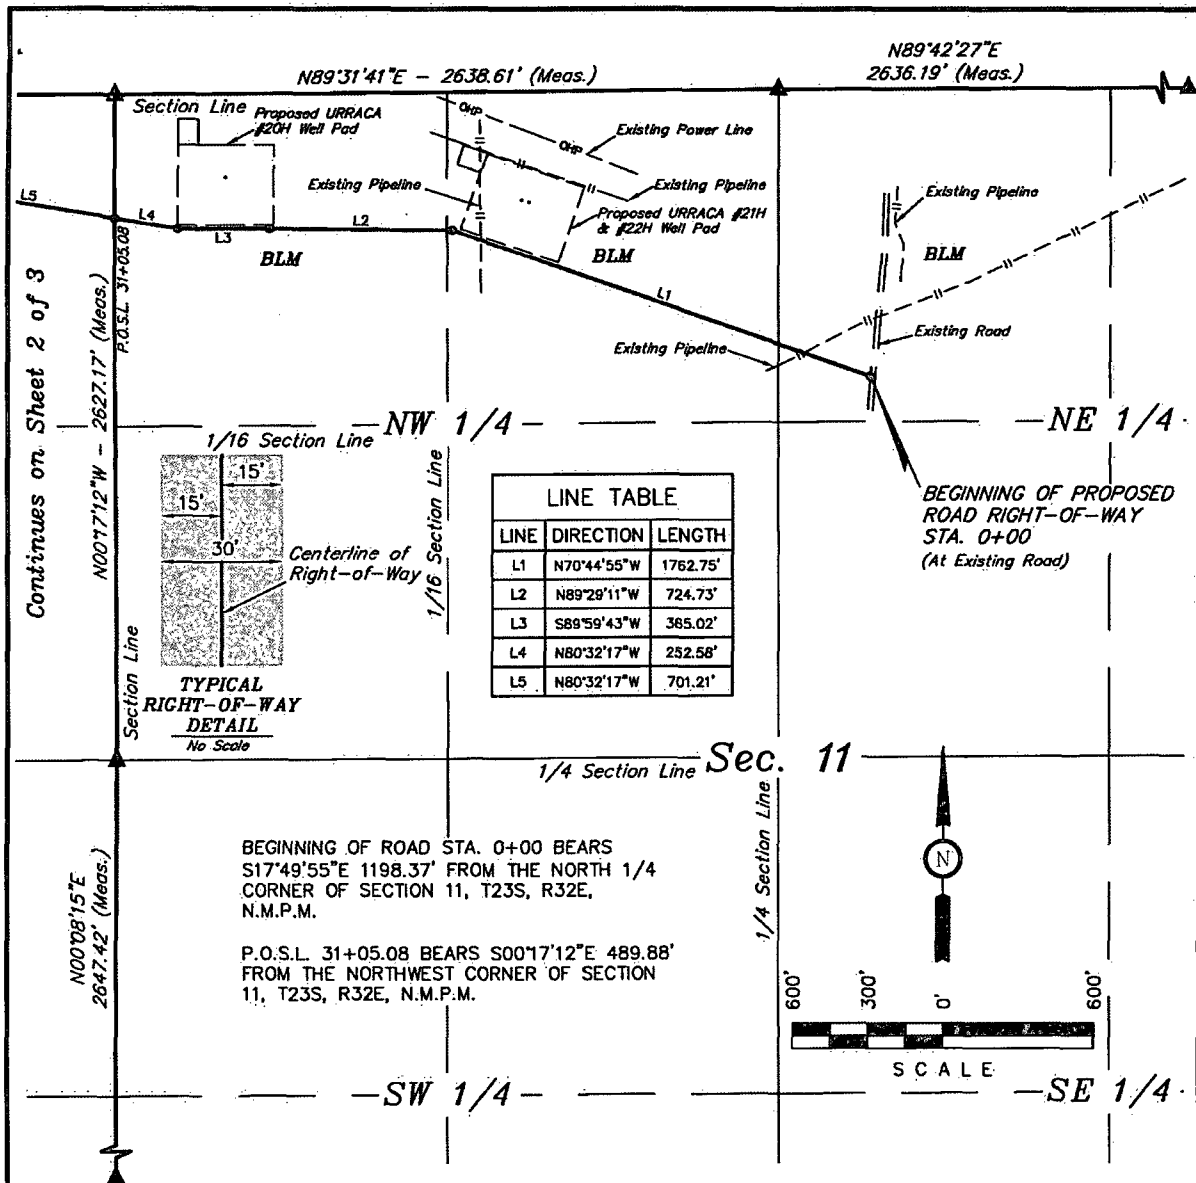 N89°31'41"E - 2638.61' (Meas.)
N89°42'27"E
2636.19' (Meas.)
Section Line
Proposed URRACA
#20H Well Pad
OHP
OHP
Existing Power Line
Existing Pipeline
Existing Pipeline
Proposed URRACA #21H
& #22H Well Pad
Existing Pipeline
L5
L4
L3
L2
L1
BLM
BLM
BLM
Existing Road
Existing Pipeline
Continues on Sheet 2 of 3
N00°17'12"W - 2627.17' (Meas.)
P.O.S.L. 31+05.08
NW 1/4
NE 1/4
1/16 Section Line
15'
15'
30'
Centerline of
Right-of-Way
TYPICAL
RIGHT-OF-WAY
DETAIL
No Scale
Section Line
1/16 Section Line
LINE TABLE
LINE DIRECTION LENGTH
L1 N70°44'55"W 1762.75'
L2 N89°29'11"W 724.73'
L3 S89°59'43"W 365.02'
L4 N80°32'17"W 252.58'
L5 N80°32'17"W 701.21'
BEGINNING OF PROPOSED
ROAD RIGHT-OF-WAY
STA. 0+00
(At Existing Road)
1/4 Section Line
Sec. 11
1/4 Section Line
N00°08'15"E
2647.42' (Meas.)
BEGINNING OF ROAD STA. 0+00 BEARS
S17°49'55"E 1198.37' FROM THE NORTH 1/4
CORNER OF SECTION 11, T23S, R32E,
N.M.P.M.
P.O.S.L. 31+05.08 BEARS S00°17'12"E 489.88'
FROM THE NORTHWEST CORNER OF SECTION
11, T23S, R32E, N.M.P.M.
N
600'
300'
0'
600'
SCALE
SW 1/4
SE 1/4